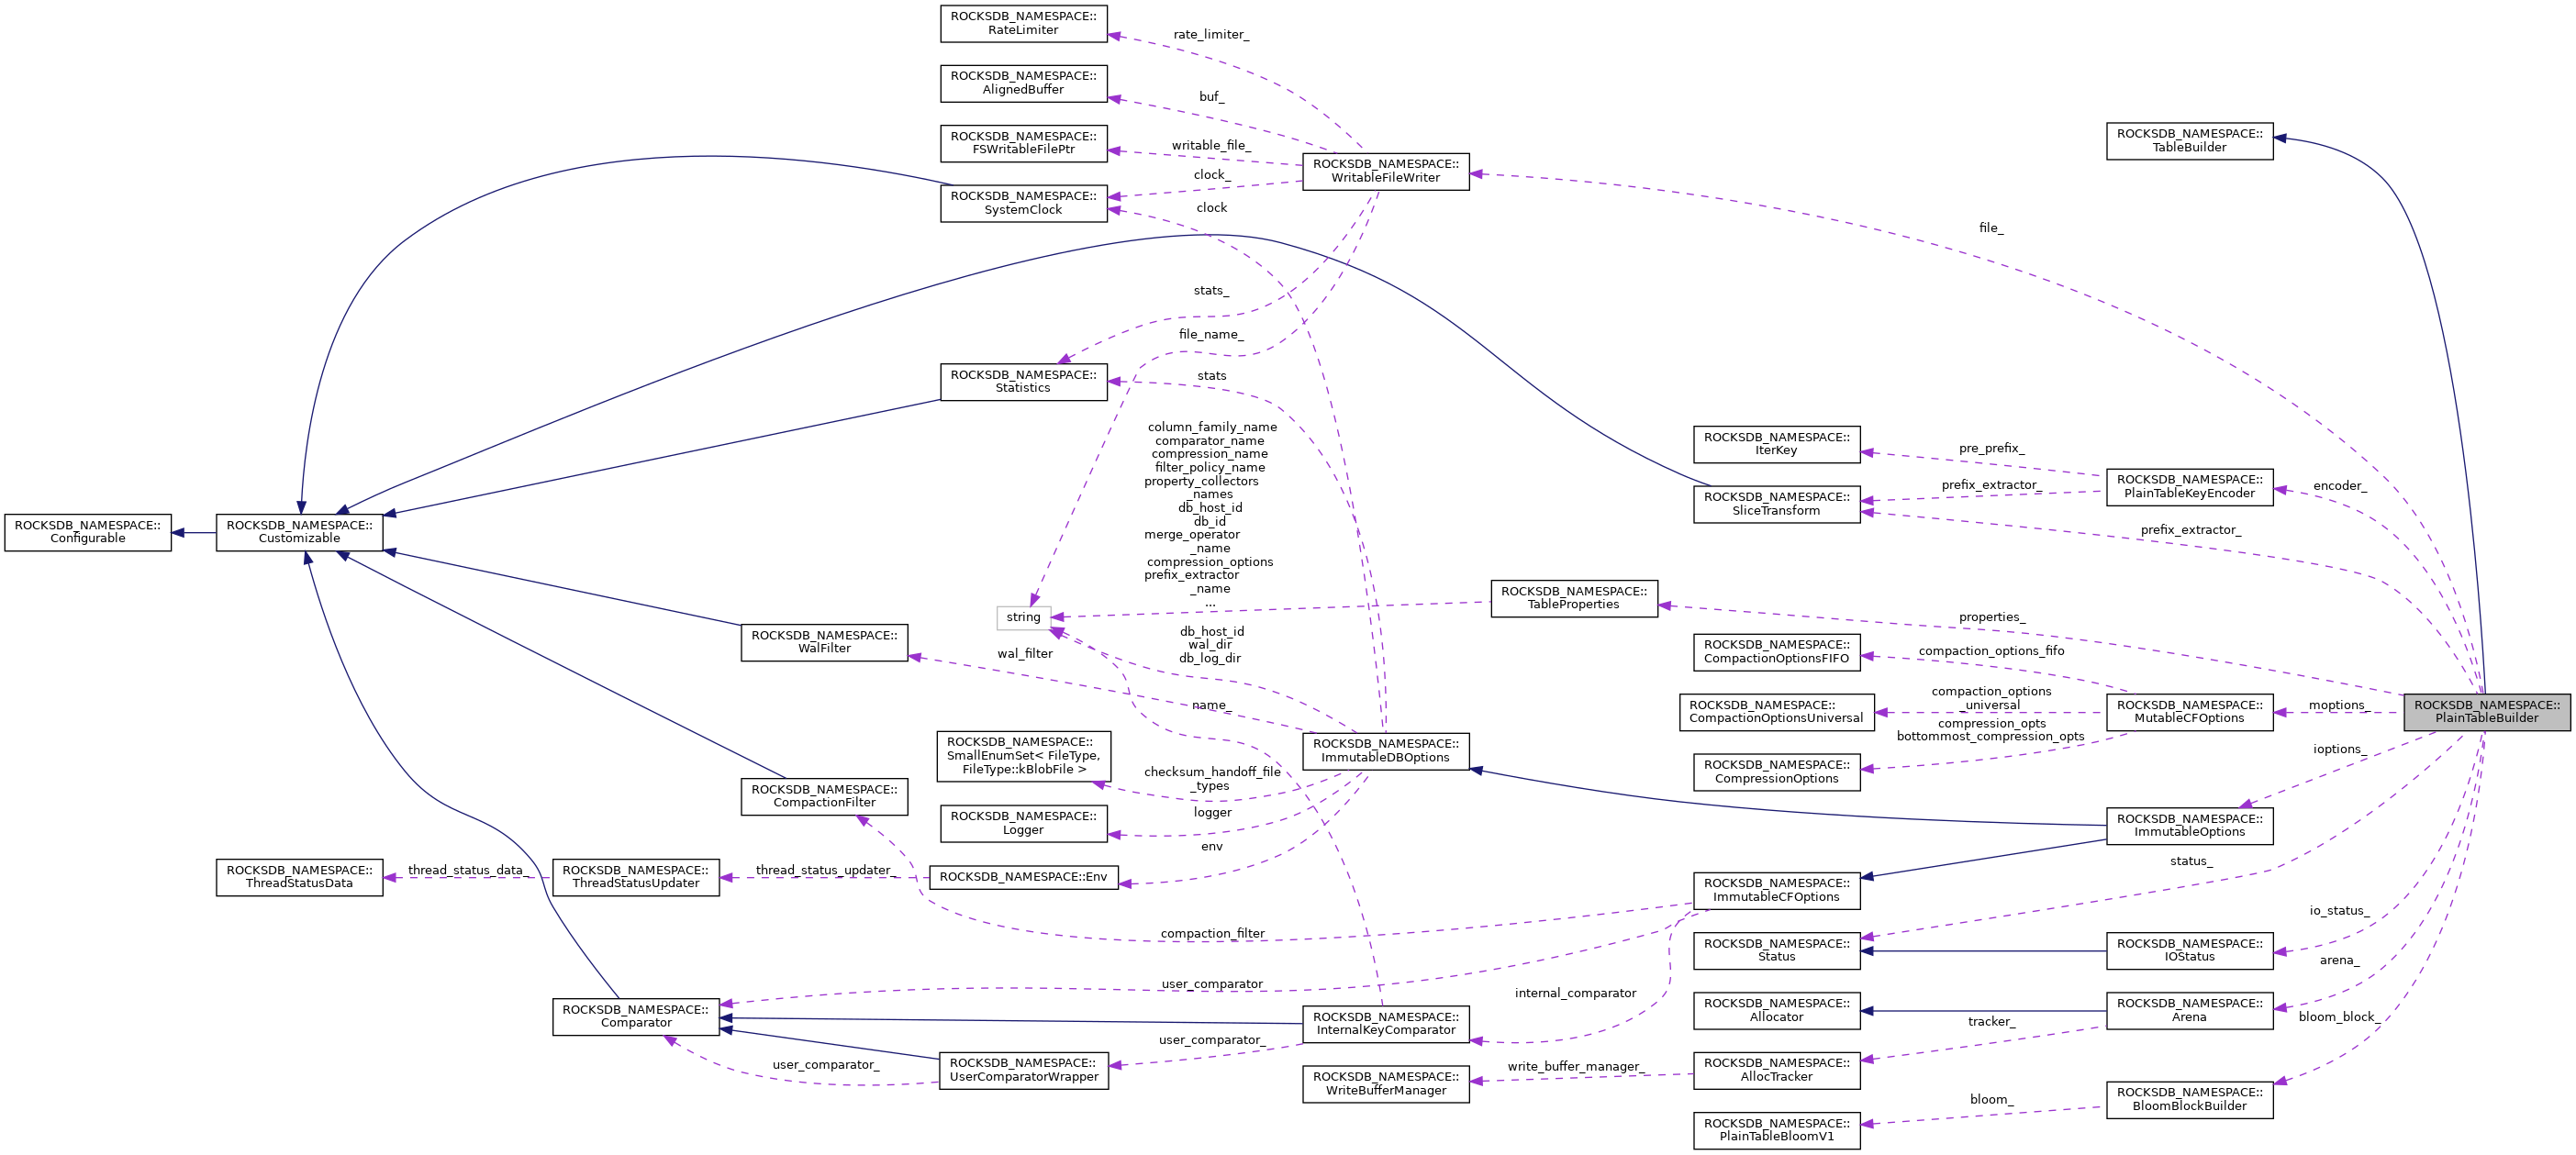 ROCKSDB_NAMESPACE::
RateLimiter
rate_limiter_
ROCKSDB_NAMESPACE::
AlignedBuffer
buf_
ROCKSDB_NAMESPACE::
FSWritableFilePtr
writable_file_
ROCKSDB_NAMESPACE::
TableBuilder
ROCKSDB_NAMESPACE::
WritableFileWriter
clock_
ROCKSDB_NAMESPACE::
SystemClock
clock
file_
stats_
file_name_
ROCKSDB_NAMESPACE::
Statistics
stats
column_family_name
comparator_name
compression_name
filter_policy_name
property_collectors
_names
db_host_id
db_id
merge_operator
_name
compression_options
prefix_extractor
_name
...
ROCKSDB_NAMESPACE::
IterKey
pre_prefix_
ROCKSDB_NAMESPACE::
PlainTableKeyEncoder
encoder_
prefix_extractor_
ROCKSDB_NAMESPACE::
SliceTransform
prefix_extractor_
ROCKSDB_NAMESPACE::
Configurable
ROCKSDB_NAMESPACE::
Customizable
string
ROCKSDB_NAMESPACE::
TableProperties
properties_
ROCKSDB_NAMESPACE::
WalFilter
wal_filter
db_host_id
wal_dir
db_log_dir
ROCKSDB_NAMESPACE::
CompactionOptionsFIFO
compaction_options_fifo
name_
ROCKSDB_NAMESPACE::
CompactionOptionsUniversal
compaction_options
_universal
compression_opts
bottommost_compression_opts
ROCKSDB_NAMESPACE::
MutableCFOptions
moptions_
ROCKSDB_NAMESPACE::
PlainTableBuilder
ROCKSDB_NAMESPACE::
SmallEnumSet< FileType,
FileType::kBlobFile >
ROCKSDB_NAMESPACE::
ImmutableDBOptions
ROCKSDB_NAMESPACE::
CompressionOptions
ioptions_
ROCKSDB_NAMESPACE::
CompactionFilter
checksum_handoff_file
_types
ROCKSDB_NAMESPACE::
Logger
logger
ROCKSDB_NAMESPACE::
ImmutableOptions
env
status_
ROCKSDB_NAMESPACE::
ThreadStatusData
thread_status_data_
ROCKSDB_NAMESPACE::
ThreadStatusUpdater
thread_status_updater_
ROCKSDB_NAMESPACE::Env
ROCKSDB_NAMESPACE::
ImmutableCFOptions
compaction_filter
io_status_
ROCKSDB_NAMESPACE::
Status
ROCKSDB_NAMESPACE::
IOStatus
arena_
user_comparator
internal_comparator
ROCKSDB_NAMESPACE::
Comparator
ROCKSDB_NAMESPACE::
InternalKeyComparator
ROCKSDB_NAMESPACE::
Allocator
ROCKSDB_NAMESPACE::
Arena
bloom_block_
tracker_
user_comparator_
user_comparator_
ROCKSDB_NAMESPACE::
UserComparatorWrapper
ROCKSDB_NAMESPACE::
WriteBufferManager
write_buffer_manager_
ROCKSDB_NAMESPACE::
AllocTracker
bloom_
ROCKSDB_NAMESPACE::
BloomBlockBuilder
ROCKSDB_NAMESPACE::
PlainTableBloomV1